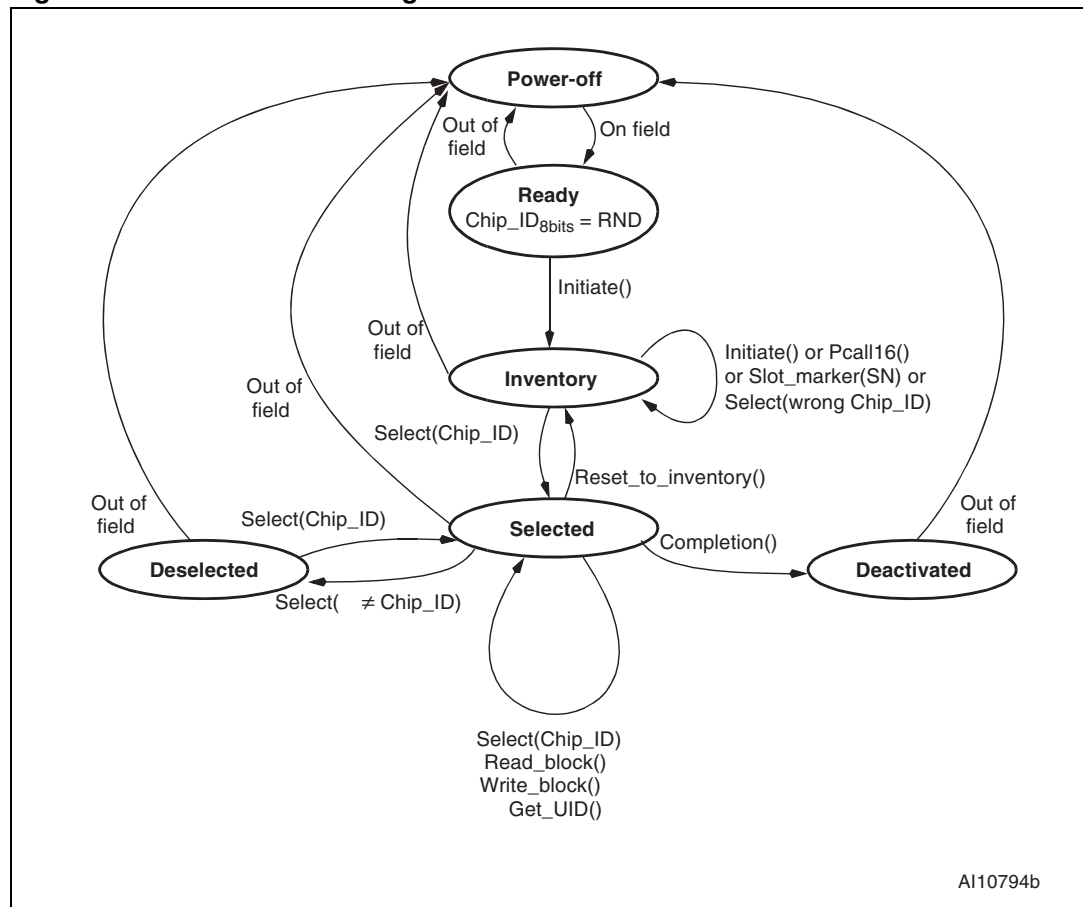 Power-off
Out of
field
On field
Ready
Chip_ID8bits = RND
Initiate()
Out of
field
Inventory
Initiate() or Pcall16()
or Slot_marker(SN) or
Select(wrong Chip_ID)
Out of
field
Select(Chip_ID)
Reset_to_inventory()
Out of
field
Select(Chip_ID)
Selected
Completion()
Out of
field
Deselected
Deactivated
Select( ≠ Chip_ID)
Select(Chip_ID)
Read_block()
Write_block()
Get_UID()
AI10794b